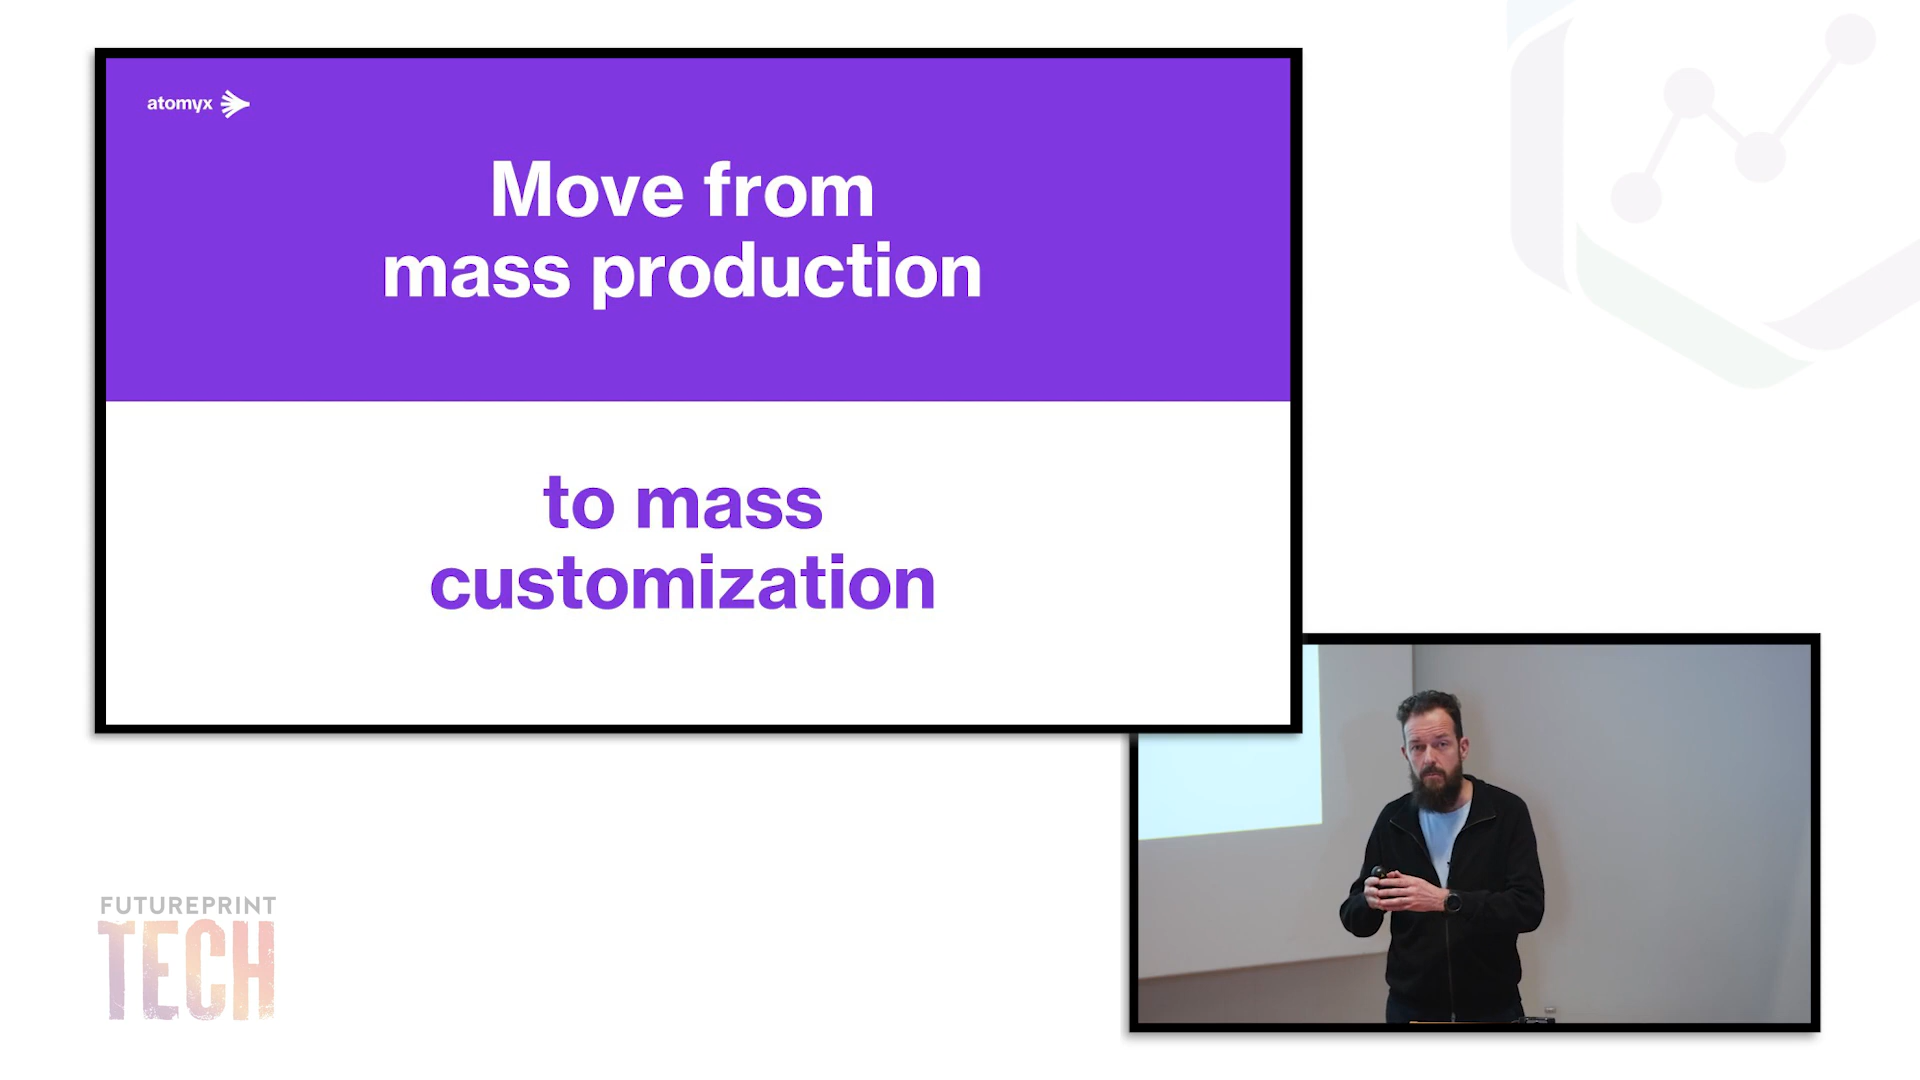 atomyx
Move from
mass production
to mass
customization
FUTUREPRINT
TECH